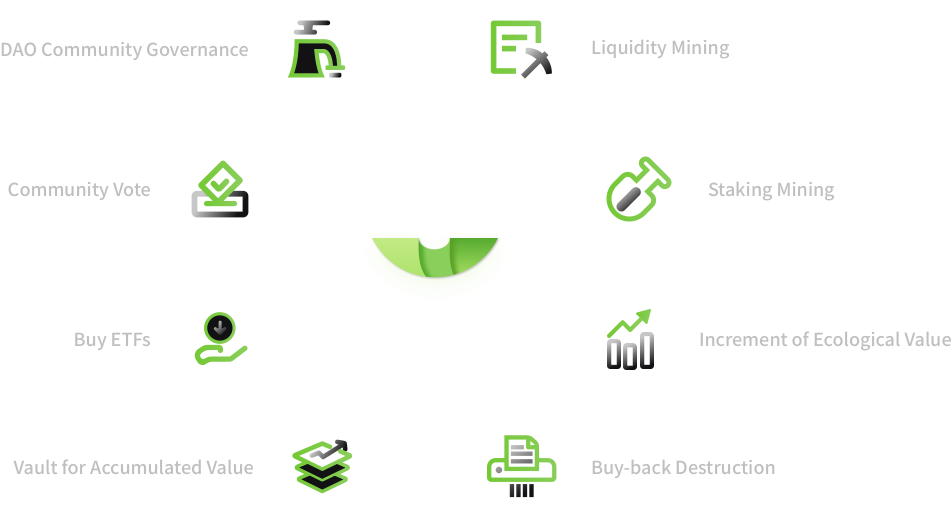 DAO Community Governance
Liquidity Mining
Community Vote
Staking Mining
Buy ETFs
Increment of Ecological Value
Vault for Accumulated Value
Buy-back Destruction